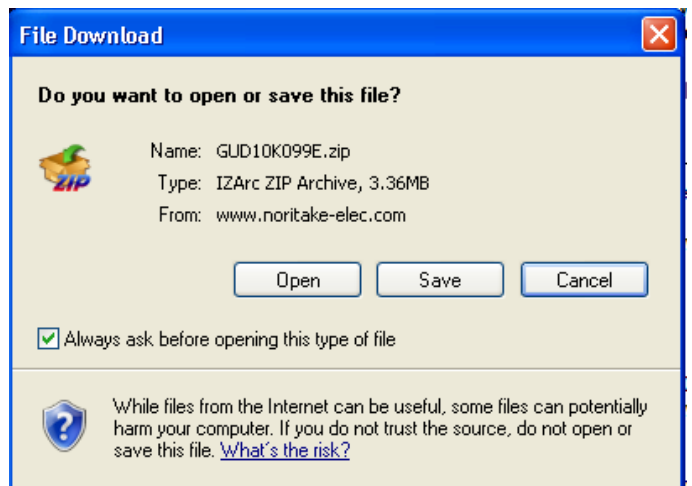 File Download
Do you want to open or save this file?
Name: GUD10K099E.zip
ZIP
Type: IZArc ZIP Archive, 3.36MB
From: www.noritake-elec.com
Open Save Cancel
Always ask before opening this type of file
While files from the Internet can be useful, some files can potentially
harm your computer. If you do not trust the source, do not open or
save this file. What's the risk?